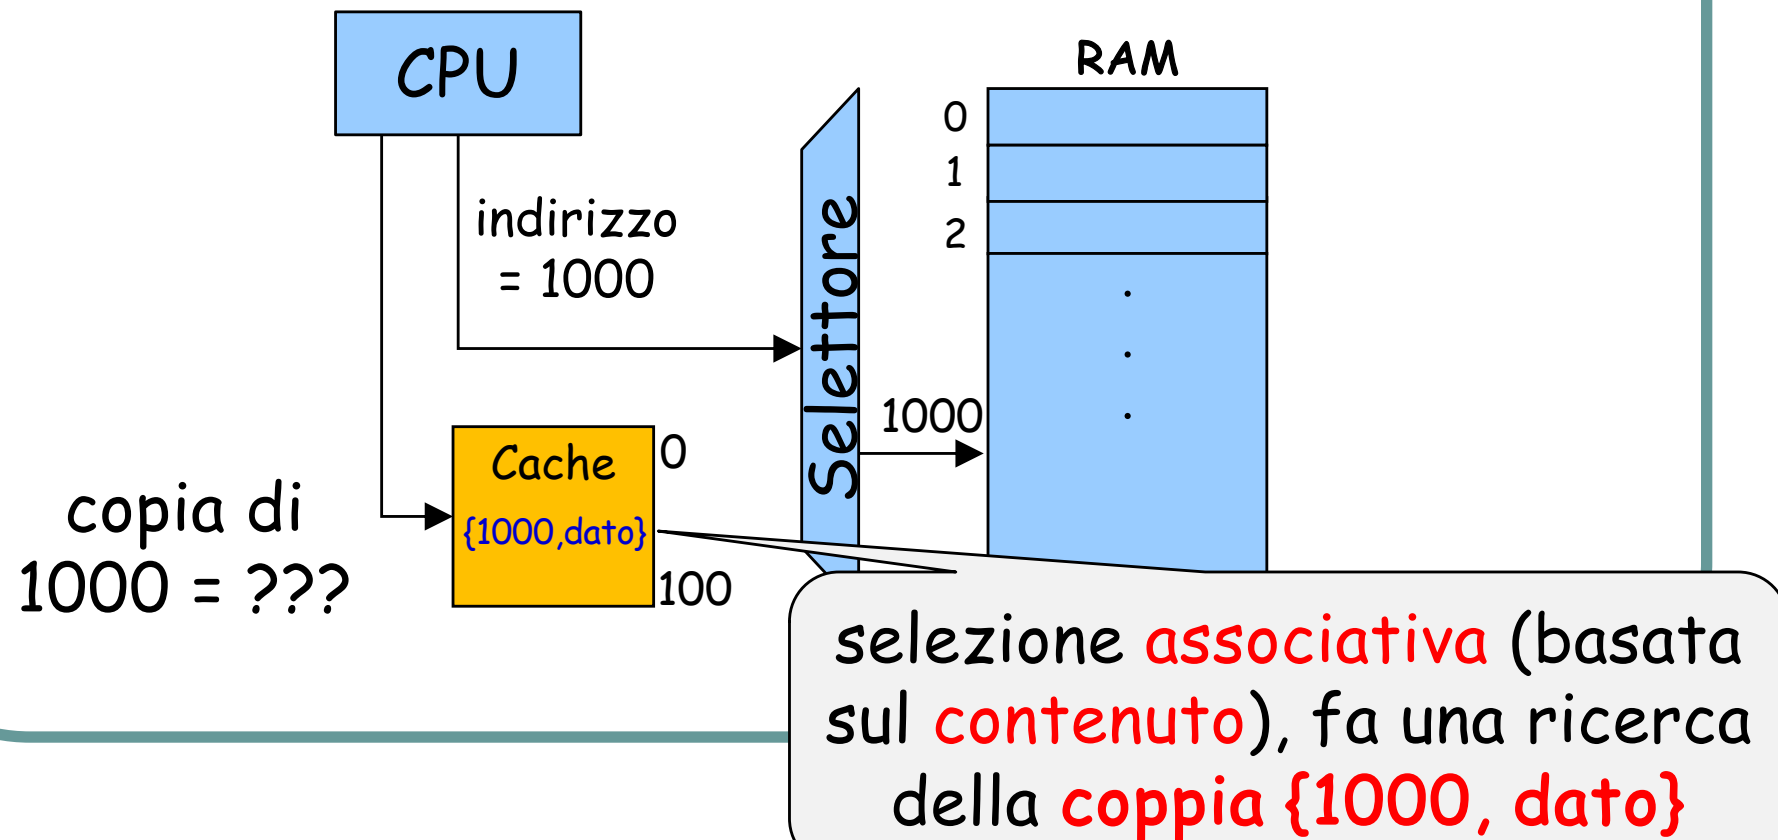 CPU
RAM
0
1
2
indirizzo
= 1000
Selettore
.
.
.
1000
Cache
{1000,dato}
0
100
copia di
1000 = ???
selezione associativa (basata
sul contenuto), fa una ricerca
della coppia {1000, dato}